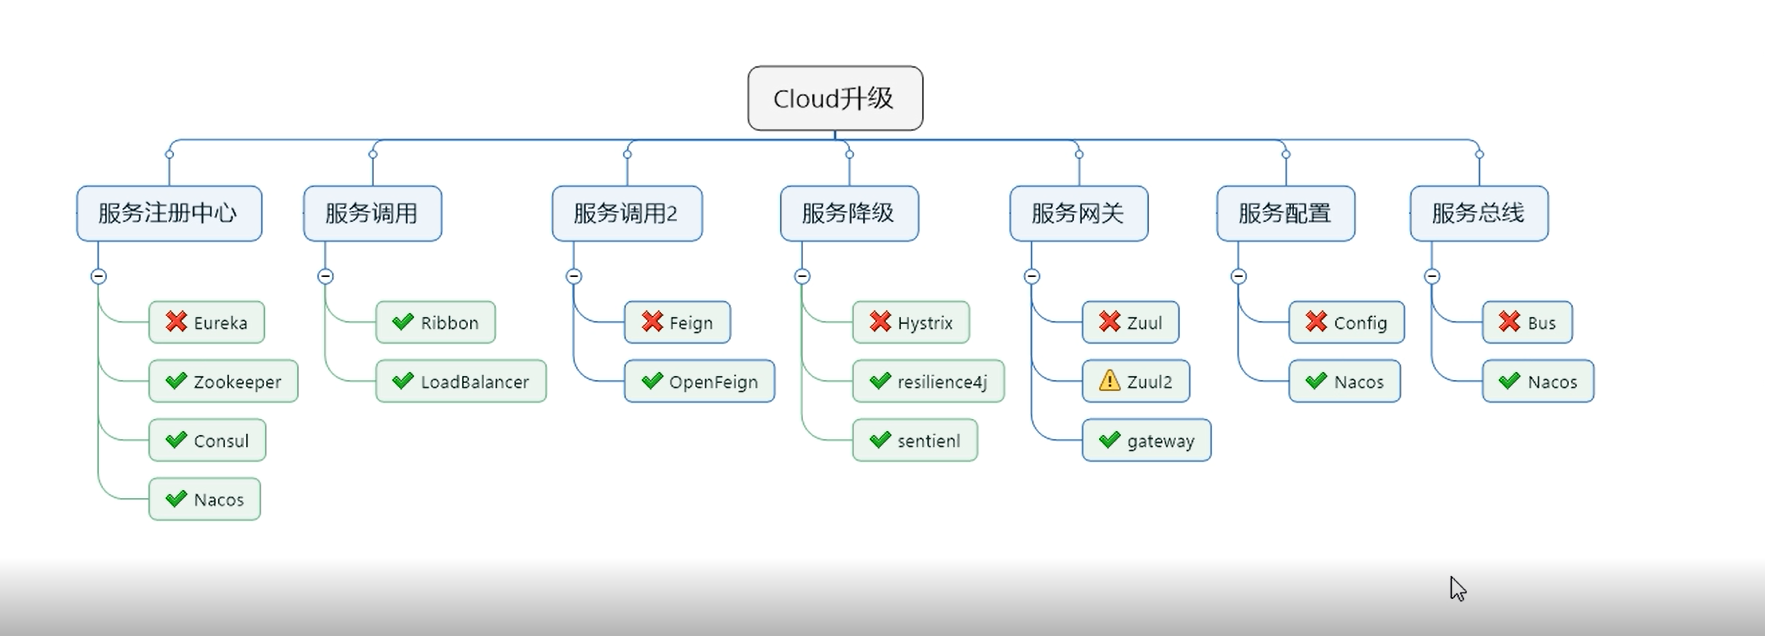 Cloud升级
服务注册中心
服务调用
服务调用2
服务降级
服务网关
服务配置
服务总线
Eureka
Ribbon
Feign
Hystrix
Zuul
Config
Bus
Zookeeper
LoadBalancer
OpenFeign
resilience4j
Zuul2
Nacos
Nacos
Consul
sentienl
gateway
Nacos